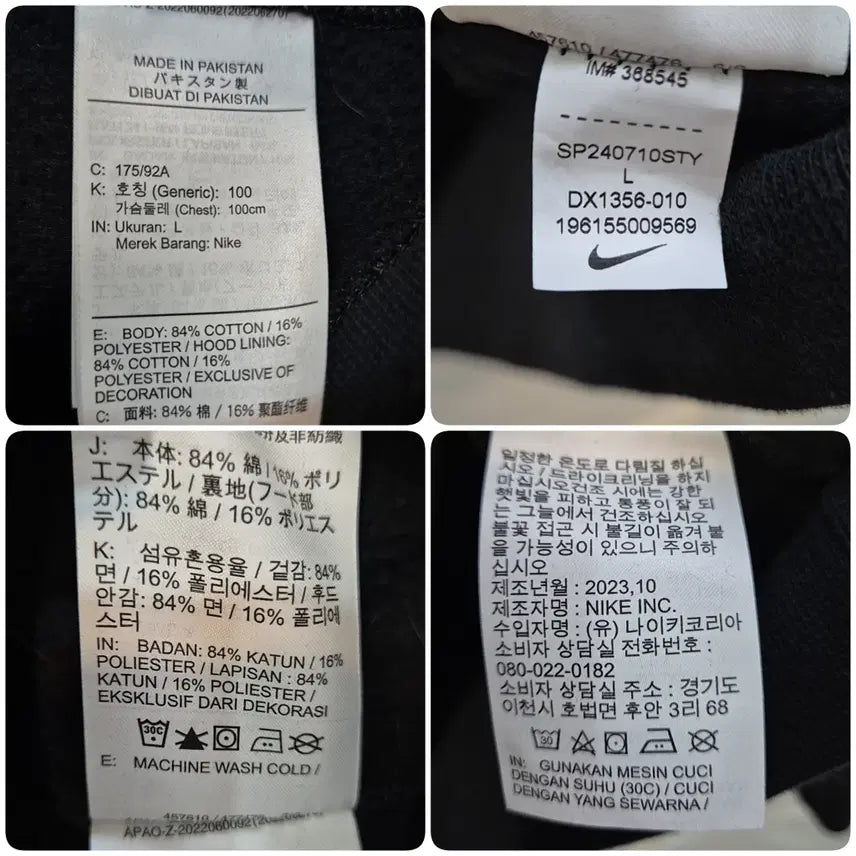 APAO-Z-2022060092(202206270)
MADE IN PAKISTAN
パキスタン製
DIBUAT DI PAKISTAN
C: 175/92A
K: 호칭 (Generic): 100
가슴둘레 (Chest): 100cm
IN: Ukuran: L
Merek Barang: Nike
E: BODY: 84% COTTON / 16%
POLYESTER / HOOD LINING:
84% COTTON / 16%
POLYESTER / EXCLUSIVE OF
DECORATION
C: 面料: 84% 棉 / 16% 聚酯纤维
IM# 368545
SP240710STY
L
DX1356-010
196155009569
J: 本体: 84% 綿 / 16% ポリ
エステル / 裏地(フード部
分): 84% 綿 / 16% ポリエス
テル
K: 섬유혼용율 / 겉감: 84%
면 / 16% 폴리에스터 / 후드
안감: 84% 면 / 16% 폴리에
스터
IN: BADAN: 84% KATUN / 16%
POLIESTER / LAPISAN : 84%
KATUN / 16% POLIESTER /
EKSKLUSIF DARI DEKORASI
30C
E: MACHINE WASH COLD /
APAO-Z-2022060092
일정한 온도로 다림질 하십
시오 / 드라이크리닝을 하지
마십시오건조 시에는 강한
햇빛을 피하고 통풍이 잘 되
는 그늘에서 건조하십시오
불꽃 접근 시 불길이 옮겨 붙
을 가능성이 있으니 주의하
십시오
제조년월 : 2023,10
제조자명 : NIKE INC.
수입자명 : (유) 나이키코리아
소비자 상담실 전화번호 :
080-022-0182
소비자 상담실 주소 : 경기도
이천시 호법면 후안 3리 68
30
IN: GUNAKAN MESIN CUCI
DENGAN SUHU (30C) / CUCI
DENGAN YANG SEWARNA /